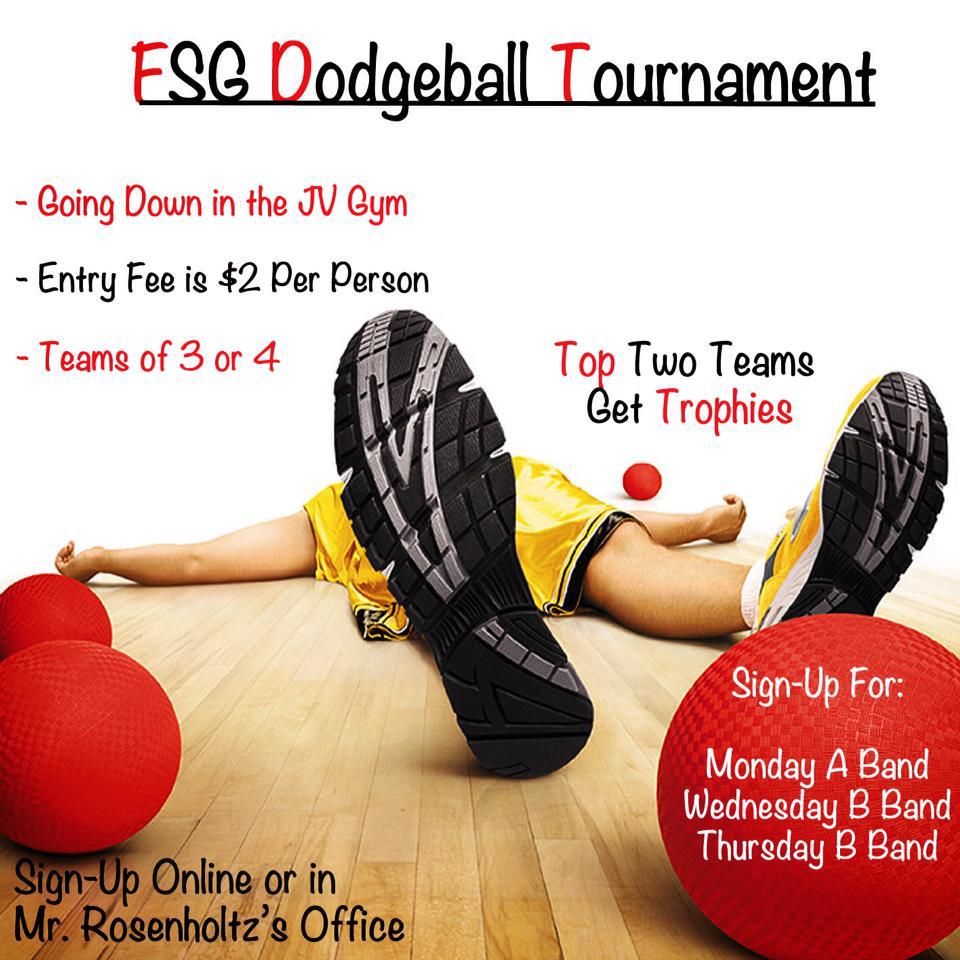 FSG Dodgeball Tournament
- Going Down in the JV Gym
- Entry Fee is $2 Per Person
- Teams of 3 or 4
Top Two Teams
Get Trophies
Sign-Up For:
Monday A Band
Wednesday B Band
Thursday B Band
Sign-Up Online or in
Mr. Rosenholtz's Office